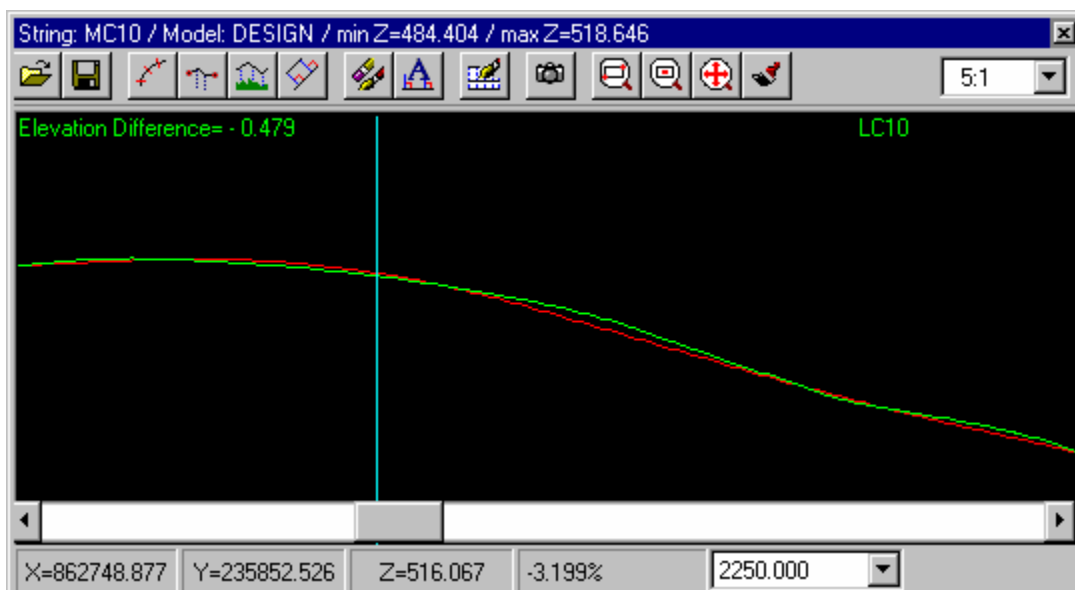 String: MC10 / Model: DESIGN / min Z=484.404 / max Z=518.646
5:1
Elevation Difference= - 0.479
LC10
X=862748.877 Y=235852.526 Z=516.067 -3.199% 2250.000